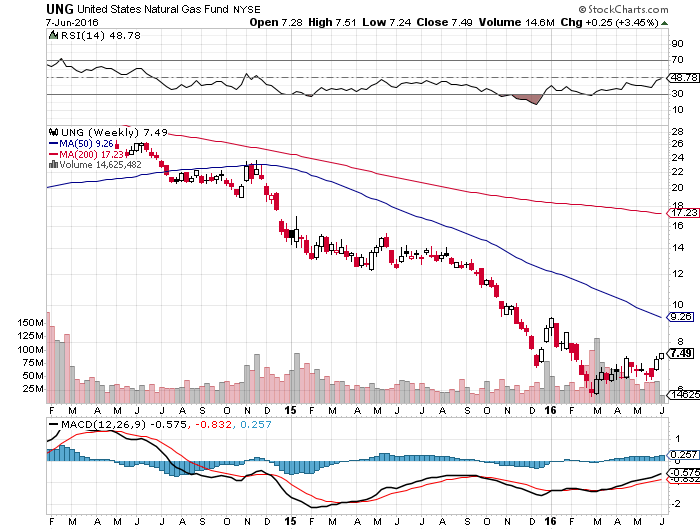 UNG United States Natural Gas Fund NYSE © StockCharts.com
7-Jun-2016 Open 7.28 High 7.51 Low 7.24 Close 7.49 Volume 14.6M Chg +0.25 (+3.45%)
RSI(14) 48.78
90
70
48.78
30
10
UNG (Weekly) 7.49
MA(50) 9.26
MA(200) 17.23
Volume 14,625,482
28
26
24
22
20
18
17.23
16
14
12
10
9.26
8
7.49
6
14625
150M
125M
100M
75M
50M
25M
F M A M J J A S O N D 15 F M A M J J A S O N D 16 F M A M J
MACD(12,26,9) -0.575, -0.832, 0.257
1
0.257
0
-0.575
-0.832
-2
F M A M J J A S O N D 15 F M A M J J A S O N D 16 F M A M J